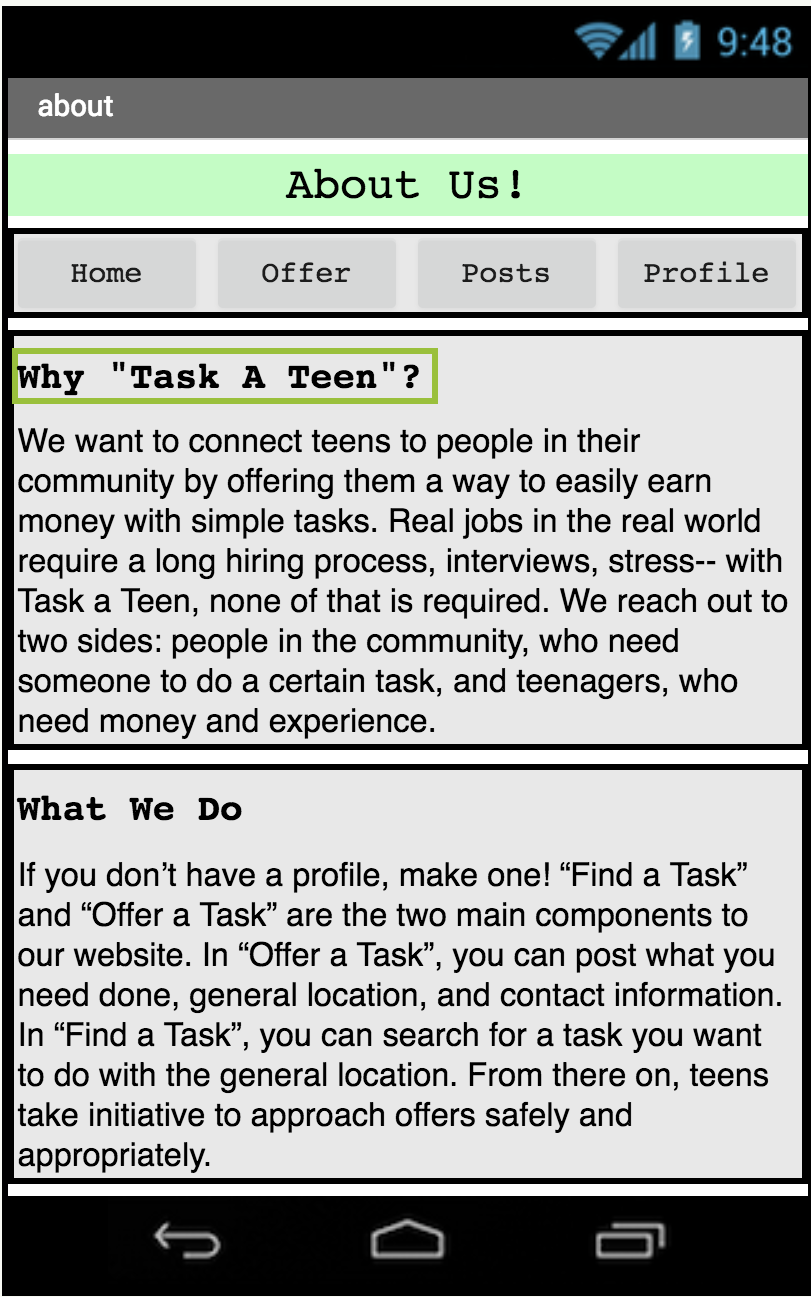 9:48
about
About Us!
Home Offer Posts Profile
Why "Task A Teen"?
We want to connect teens to people in their
community by offering them a way to easily earn
money with simple tasks. Real jobs in the real world
require a long hiring process, interviews, stress-- with
Task a Teen, none of that is required. We reach out to
two sides: people in the community, who need
someone to do a certain task, and teenagers, who
need money and experience.
What We Do
If you don’t have a profile, make one! “Find a Task”
and “Offer a Task” are the two main components to
our website. In “Offer a Task”, you can post what you
need done, general location, and contact information.
In “Find a Task”, you can search for a task you want
to do with the general location. From there on, teens
take initiative to approach offers safely and
appropriately.